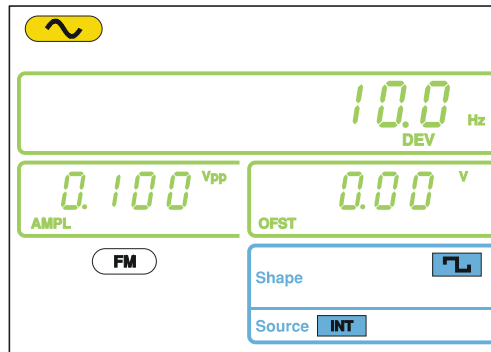 10.0 Hz
DEV
0.100 Vpp
AMPL
0.00 V
OFST
FM
Shape
Source INT